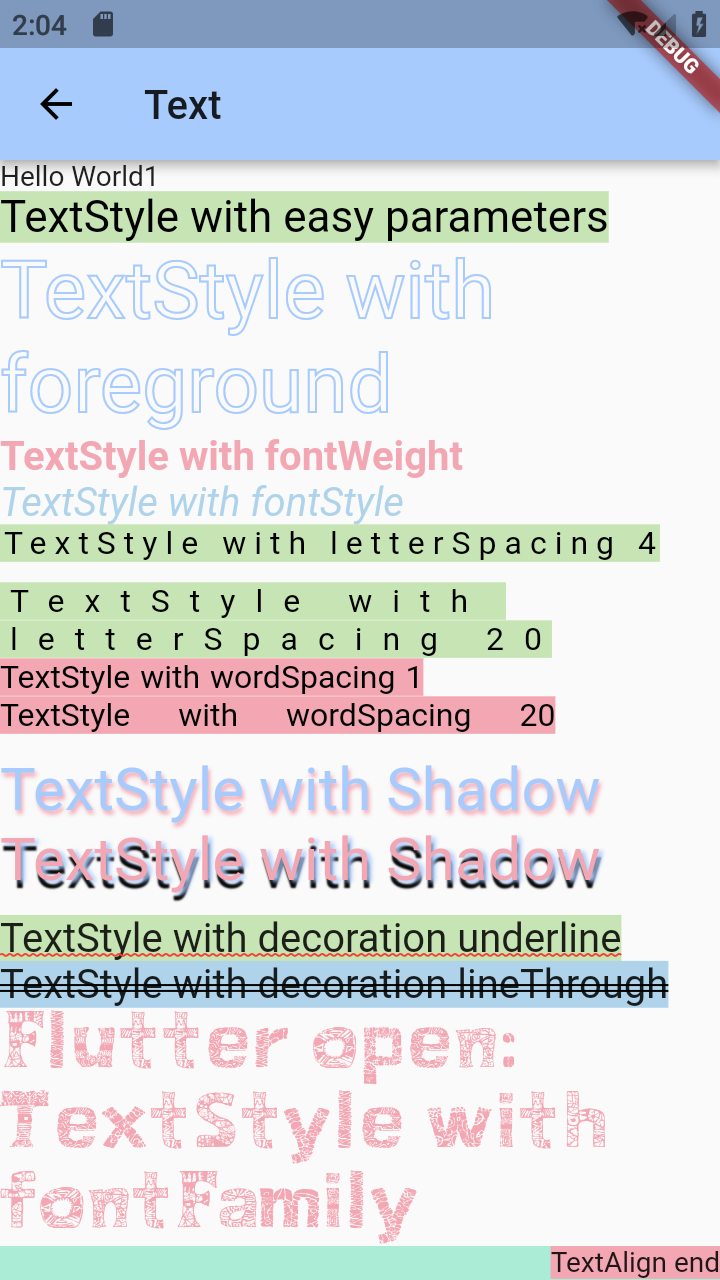 2:04
DEBUG
Text
Hello World1
TextStyle with easy parameters
TextStyle with
foreground
TextStyle with fontWeight
TextStyle with fontStyle
TextStyle with letterSpacing 4
TextStyle with
letterSpacing 20
TextStyle with wordSpacing 1
TextStyle with wordSpacing 20
TextStyle with Shadow
TextStyle with Shadow
TextStyle with decoration underline
TextStyle with decoration lineThrough
Flutter open:
TextStyle with
fontFamily
TextAlign end